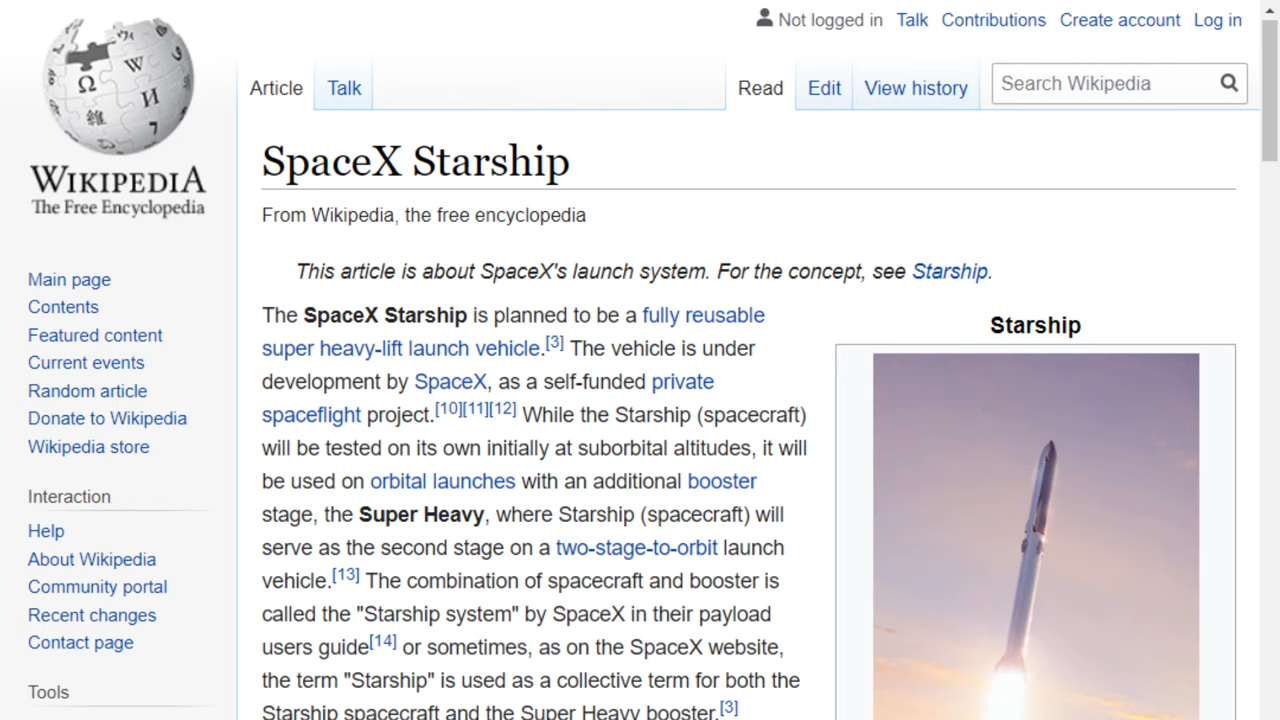 Not logged in Talk Contributions Create account Log in
Article Talk Read Edit View history Search Wikipedia
WIKIPEDIA
The Free Encyclopedia
Main page
Contents
Featured content
Current events
Random article
Donate to Wikipedia
Wikipedia store
Interaction
Help
About Wikipedia
Community portal
Recent changes
Contact page
Tools
SpaceX Starship
From Wikipedia, the free encyclopedia
This article is about SpaceX's launch system. For the concept, see Starship.
The SpaceX Starship is planned to be a fully reusable
super heavy-lift launch vehicle.[3] The vehicle is under
development by SpaceX, as a self-funded private
spaceflight project.[10][11][12] While the Starship (spacecraft)
will be tested on its own initially at suborbital altitudes, it will
be used on orbital launches with an additional booster
stage, the Super Heavy, where Starship (spacecraft) will
serve as the second stage on a two-stage-to-orbit launch
vehicle.[13] The combination of spacecraft and booster is
called the "Starship system" by SpaceX in their payload
users guide[14] or sometimes, as on the SpaceX website,
the term "Starship" is used as a collective term for both the
Starship spacecraft and the Super Heavy booster.[3]
Starship